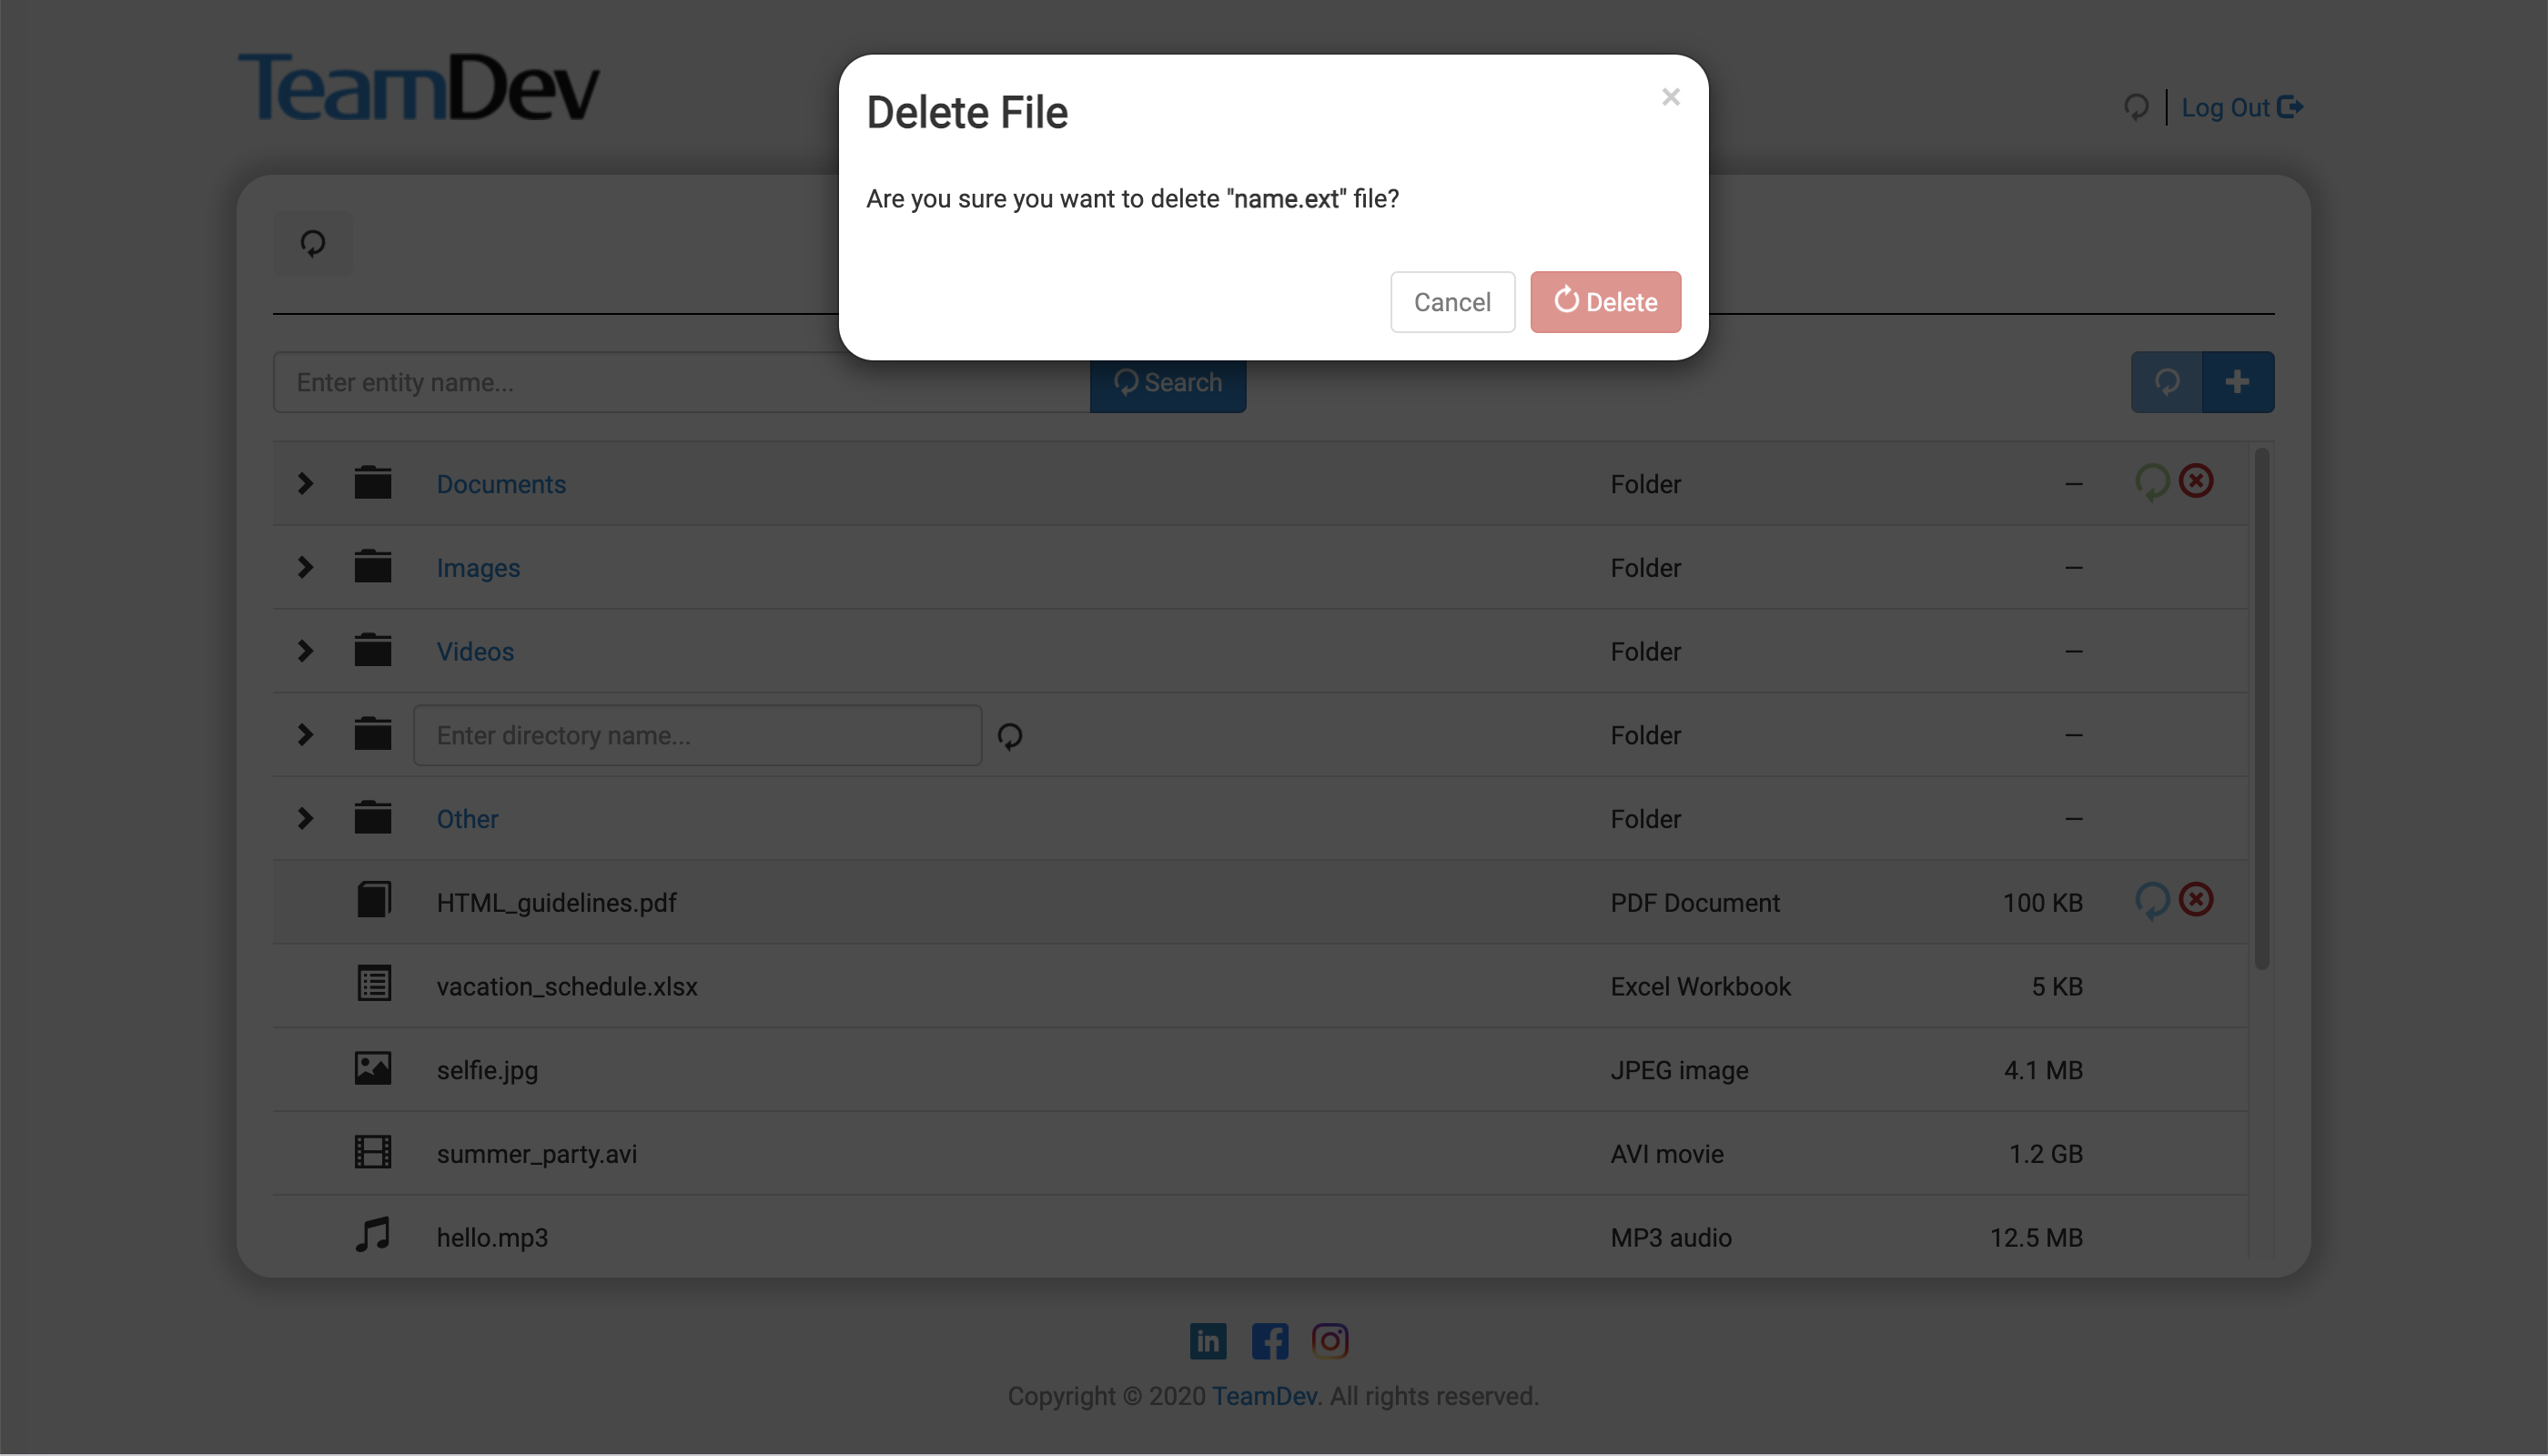 TeamDev
Delete File
×
Log Out
Are you sure you want to delete "name.ext" file?
Cancel Delete
Enter entity name... Search
Documents Folder —
Images Folder —
Videos Folder —
Enter directory name... Folder —
Other Folder —
HTML_guidelines.pdf PDF Document 100 KB
vacation_schedule.xlsx Excel Workbook 5 KB
selfie.jpg JPEG image 4.1 MB
summer_party.avi AVI movie 1.2 GB
hello.mp3 MP3 audio 12.5 MB
in f
Copyright © 2020 TeamDev. All rights reserved.